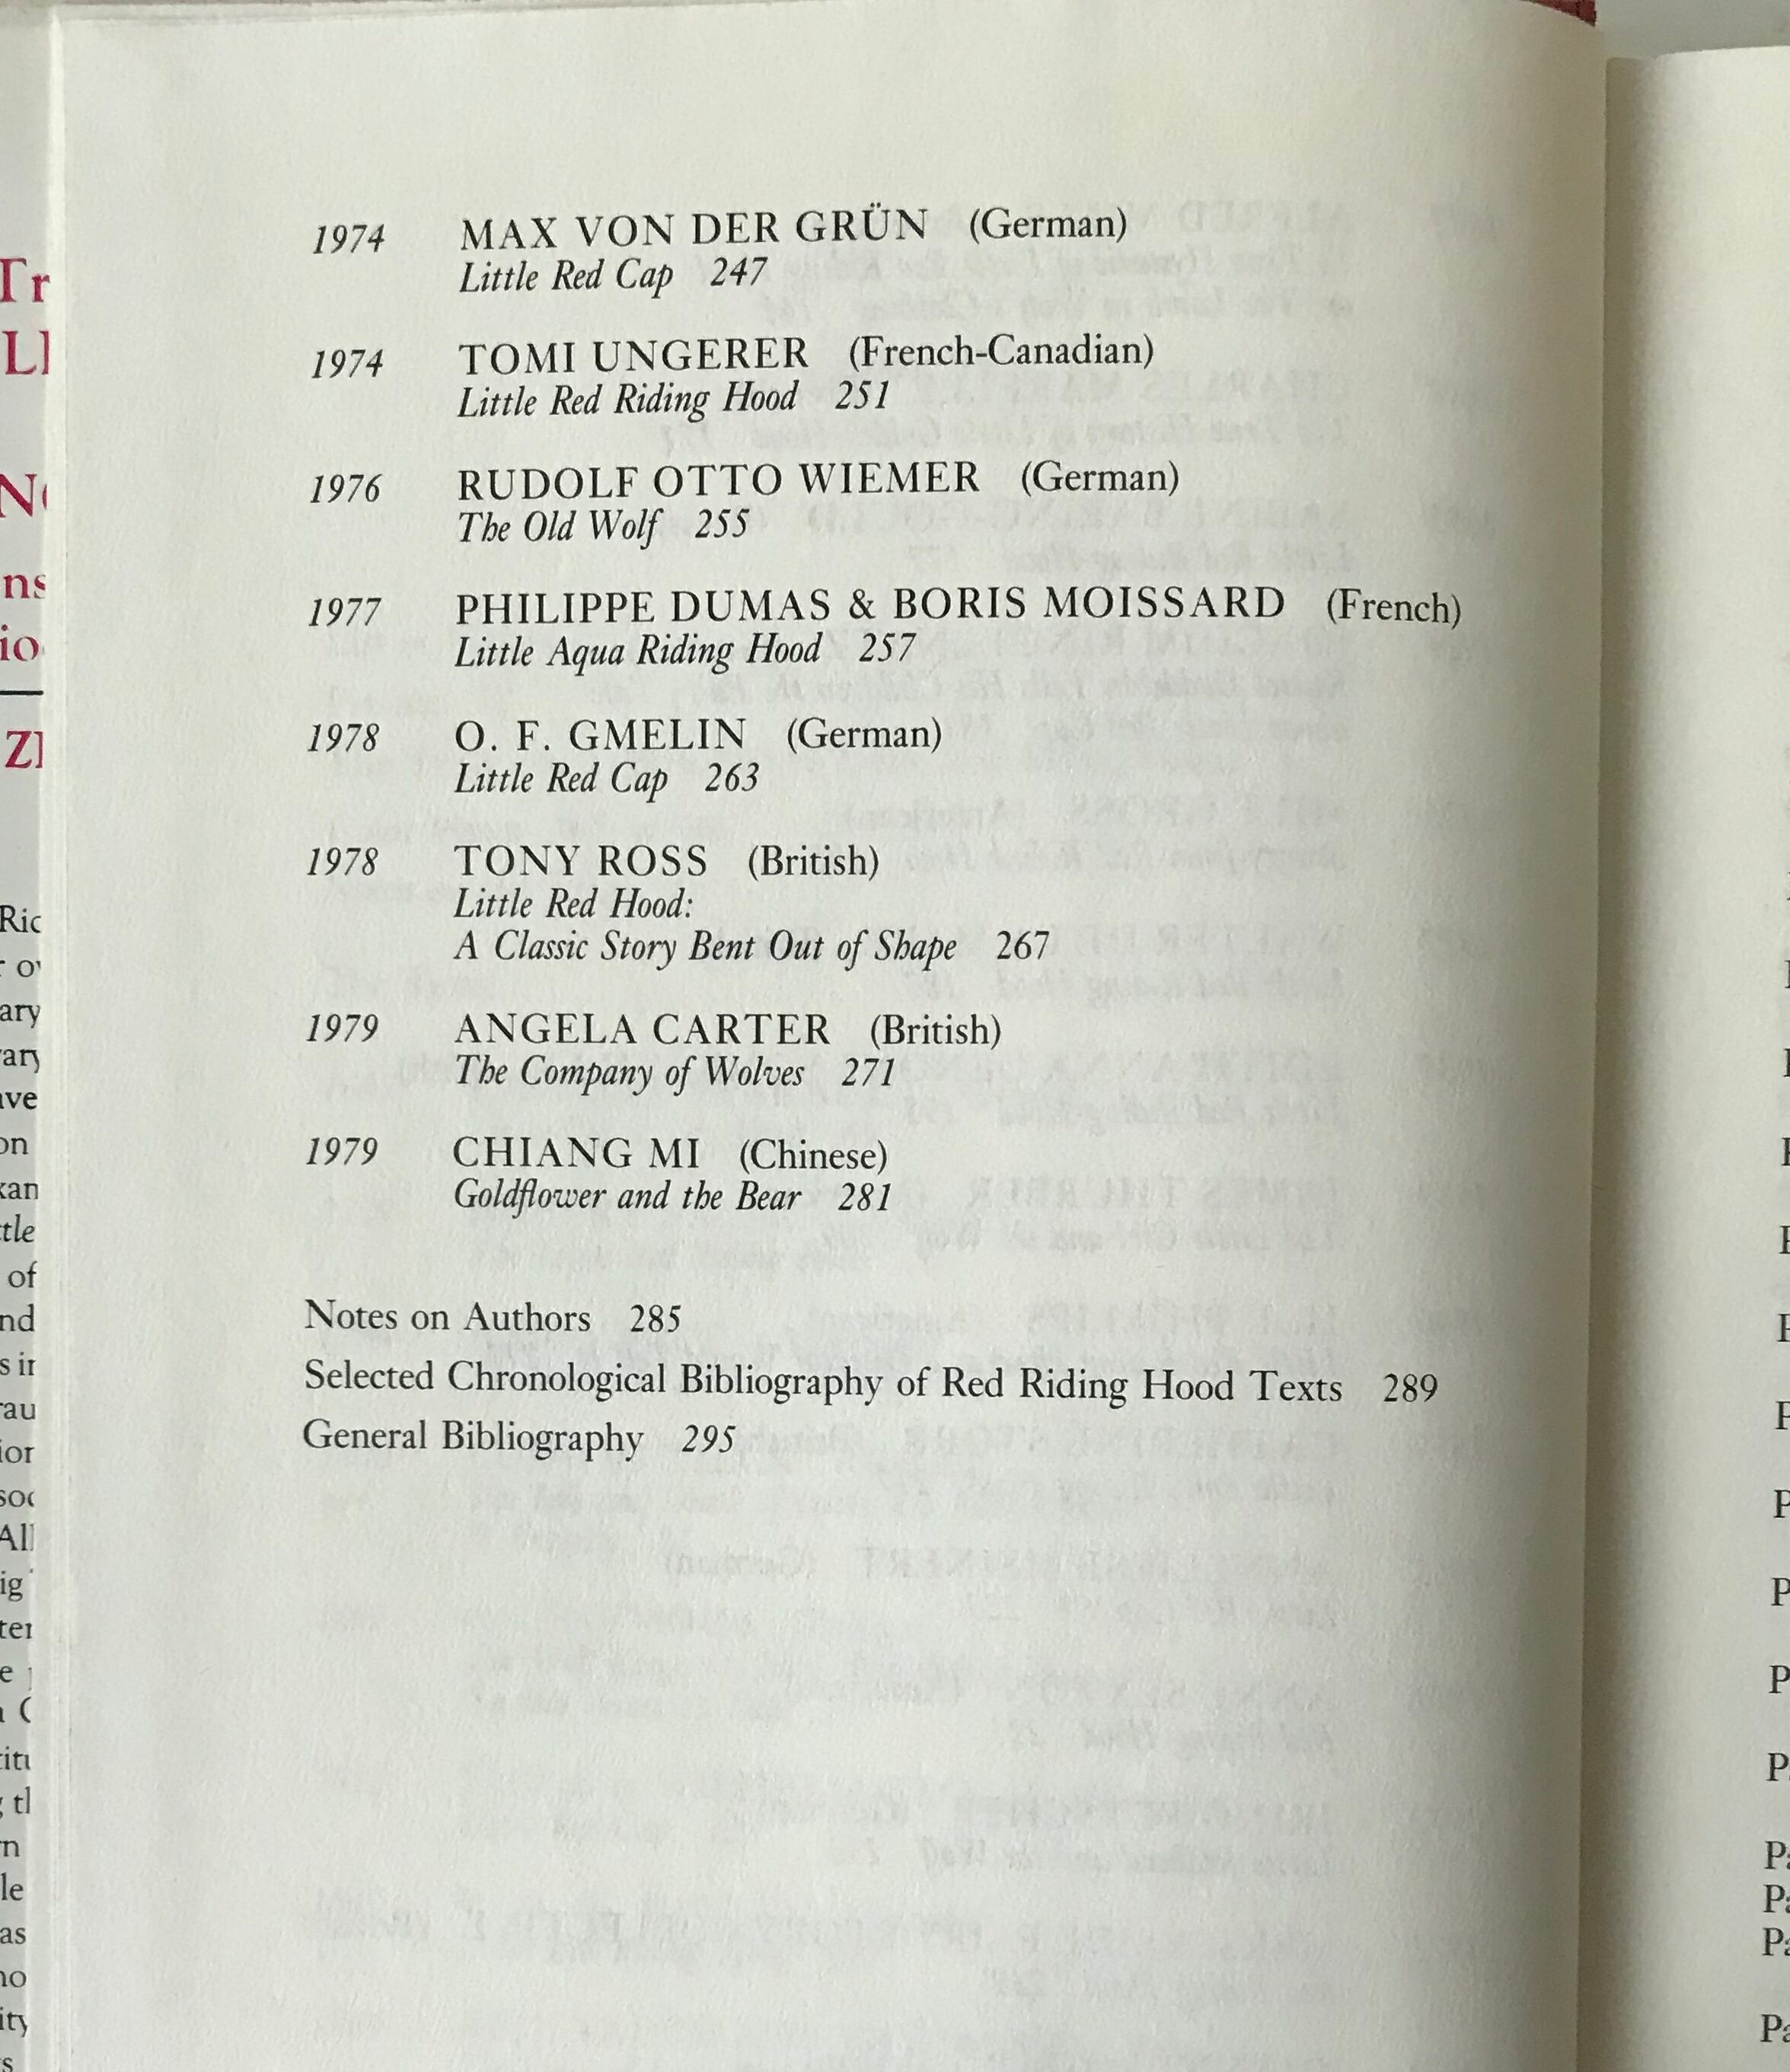 1974 MAX VON DER GRÜN (German)
Little Red Cap 247
1974 TOMI UNGERER (French-Canadian)
Little Red Riding Hood 251
1976 RUDOLF OTTO WIEMER (German)
The Old Wolf 255
1977 PHILIPPE DUMAS & BORIS MOISSARD (French)
Little Aqua Riding Hood 257
1978 O. F. GMELIN (German)
Little Red Cap 263
1978 TONY ROSS (British)
Little Red Hood:
A Classic Story Bent Out of Shape 267
1979 ANGELA CARTER (British)
The Company of Wolves 271
1979 CHIANG MI (Chinese)
Goldflower and the Bear 281
Notes on Authors 285
Selected Chronological Bibliography of Red Riding Hood Texts 289
General Bibliography 295